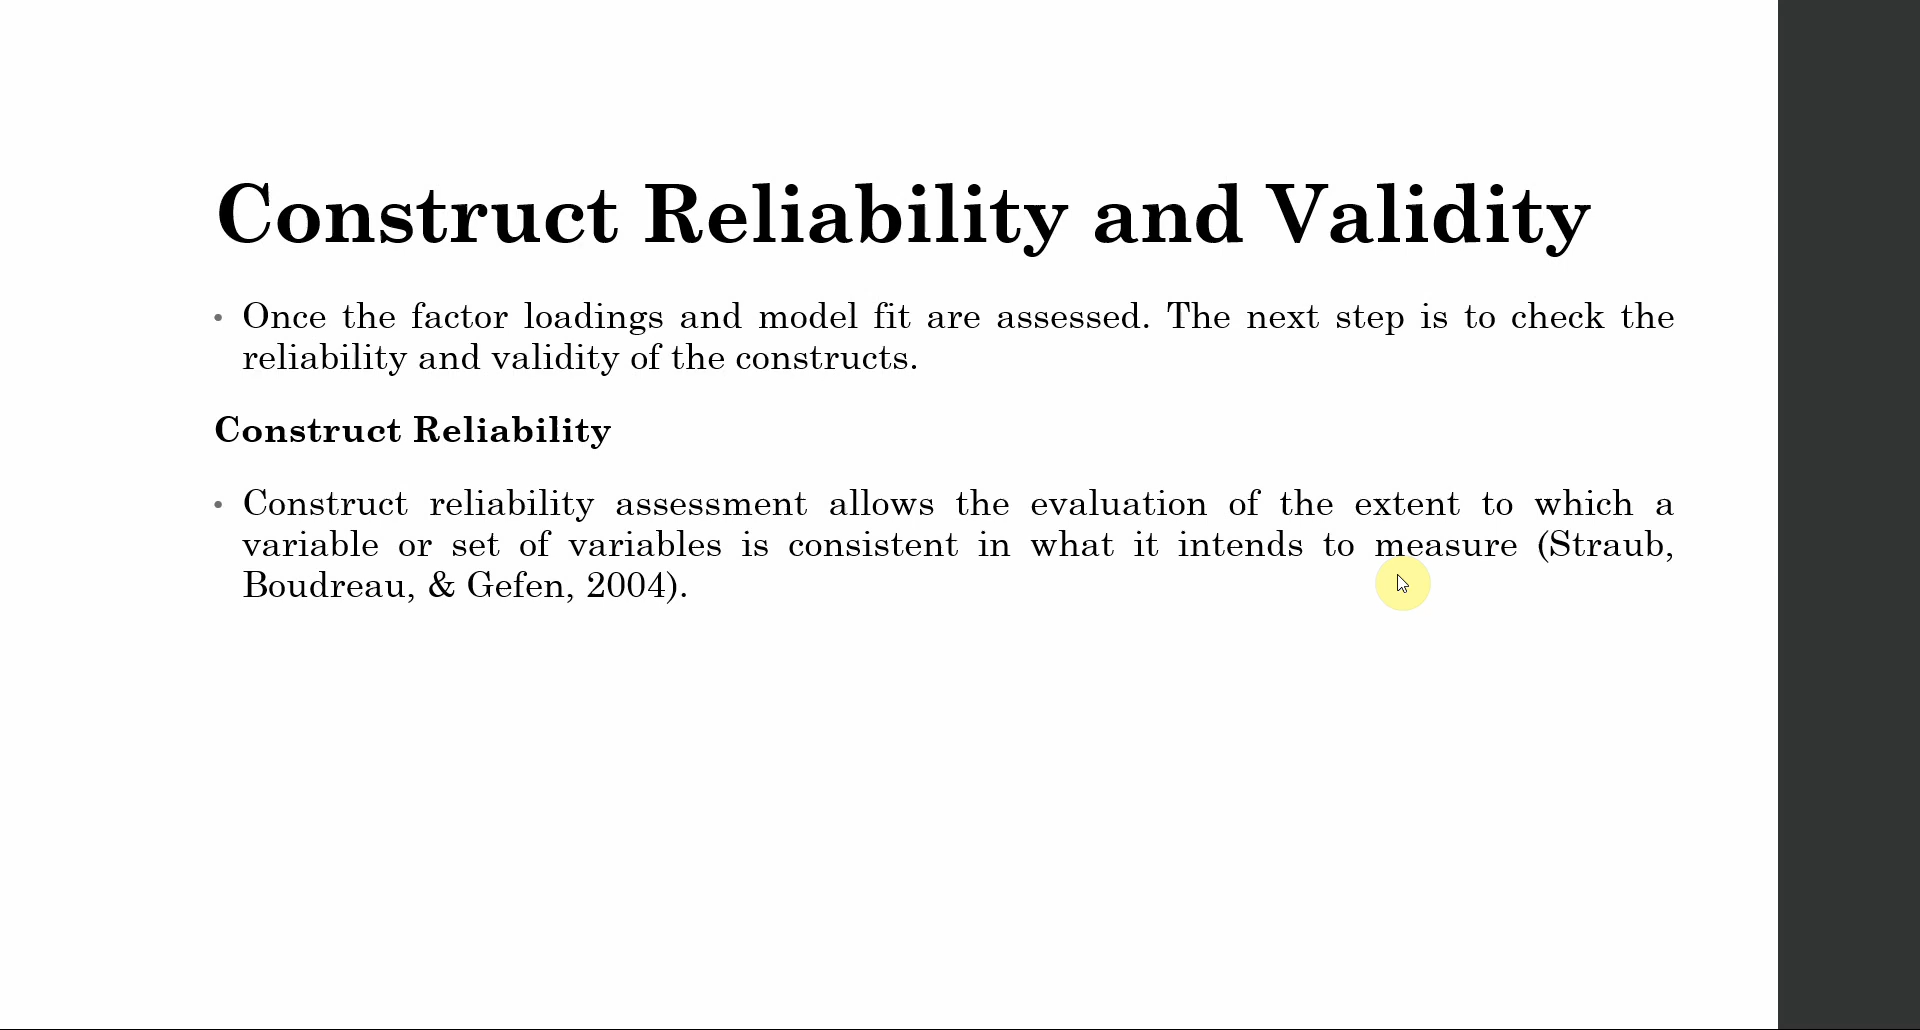 Construct Reliability and Validity
• Once the factor loadings and model fit are assessed. The next step is to check the
reliability and validity of the constructs.
Construct Reliability
• Construct reliability assessment allows the evaluation of the extent to which a
variable or set of variables is consistent in what it intends to measure (Straub,
Boudreau, & Gefen, 2004).